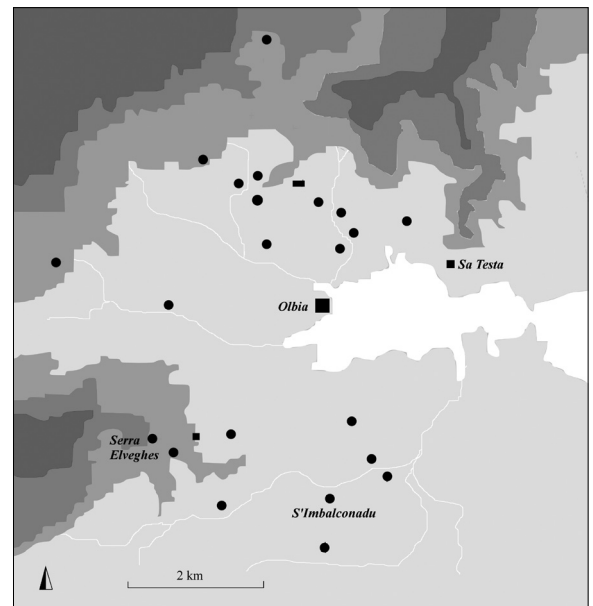 Sa Testa
Olbia
Serra
Elveghes
S'Imbalconadu
2 km